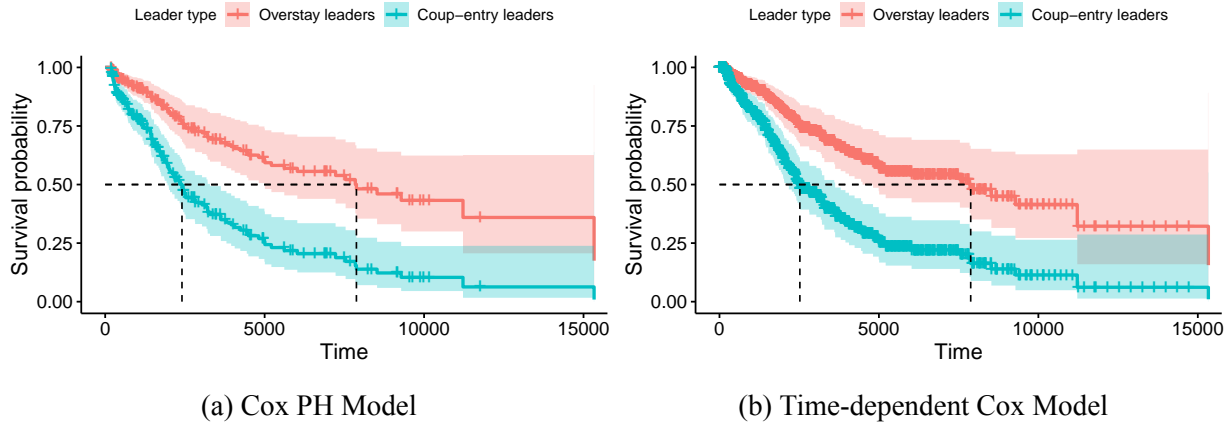 Leader type Overstay leaders Coup−entry leaders
1.00
0.75
0.50
0.25
0.00
Survival probability
0 5000 10000 15000
Time
(a) Cox PH Model
Leader type Overstay leaders Coup−entry leaders
1.00
0.75
0.50
0.25
0.00
Survival probability
0 5000 10000 15000
Time
(b) Time-dependent Cox Model